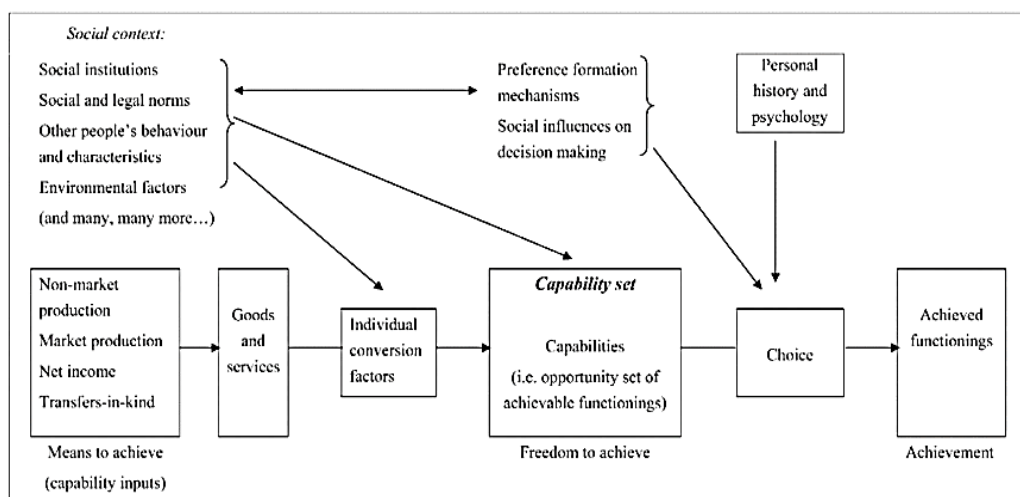 Social context:
Social institutions
Social and legal norms
Other people's behaviour
and characteristics
Environmental factors
(and many, many more…)
Preference formation
mechanisms
Social influences on
decision making
Personal
history and
psychology
Non-market
production
Market production
Net income
Transfers-in-kind
Goods
and
services
Individual
conversion
factors
Capability set
Capabilities
(i.e. opportunity set of
achievable functionings)
Choice
Achieved
functionings
Means to achieve
(capability inputs)
Freedom to achieve
Achievement